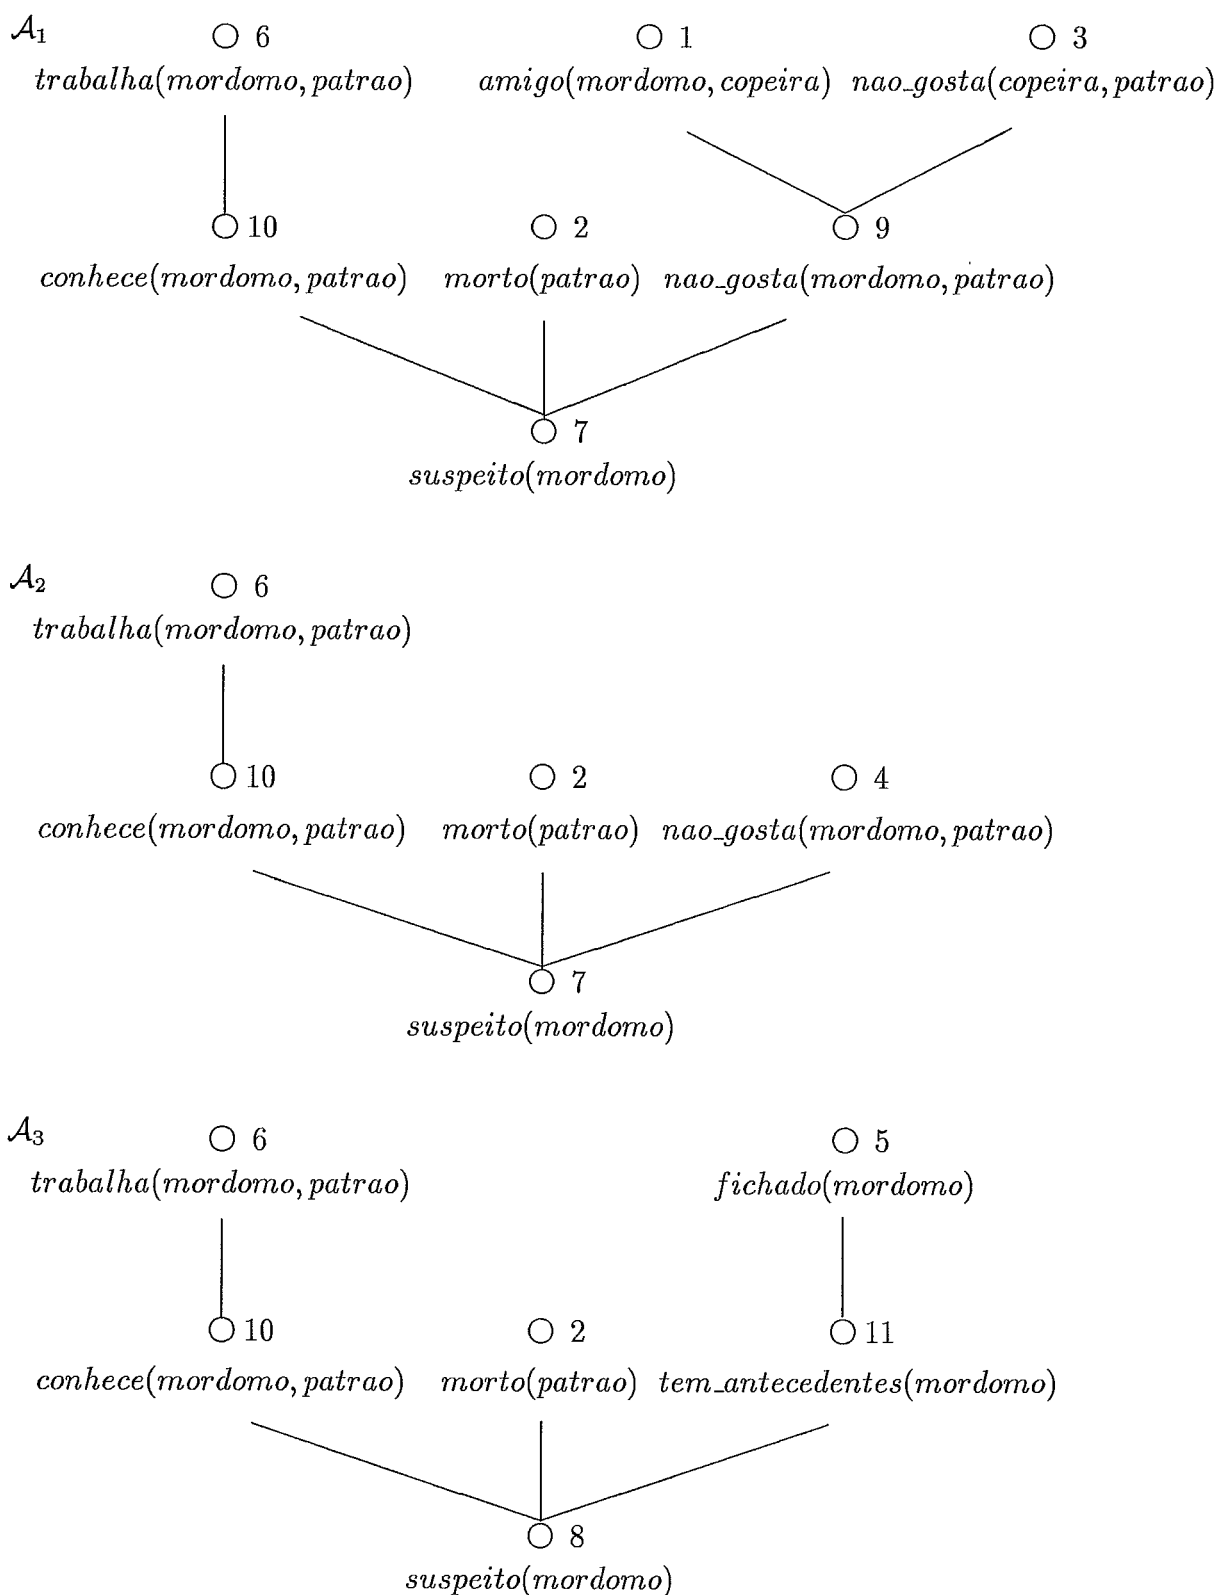 𝒜₁ 6 1 3
trabalha(mordomo, patrao) amigo(mordomo, copeira) nao_gosta(copeira, patrao)
10 2 9
conhece(mordomo, patrao) morto(patrao) nao_gosta(mordomo, patrao)
7
suspeito(mordomo)
𝒜₂ 6
trabalha(mordomo, patrao)
10 2 4
conhece(mordomo, patrao) morto(patrao) nao_gosta(mordomo, patrao)
7
suspeito(mordomo)
𝒜₃ 6 5
trabalha(mordomo, patrao) fichado(mordomo)
10 2 11
conhece(mordomo, patrao) morto(patrao) tem_antecedentes(mordomo)
8
suspeito(mordomo)